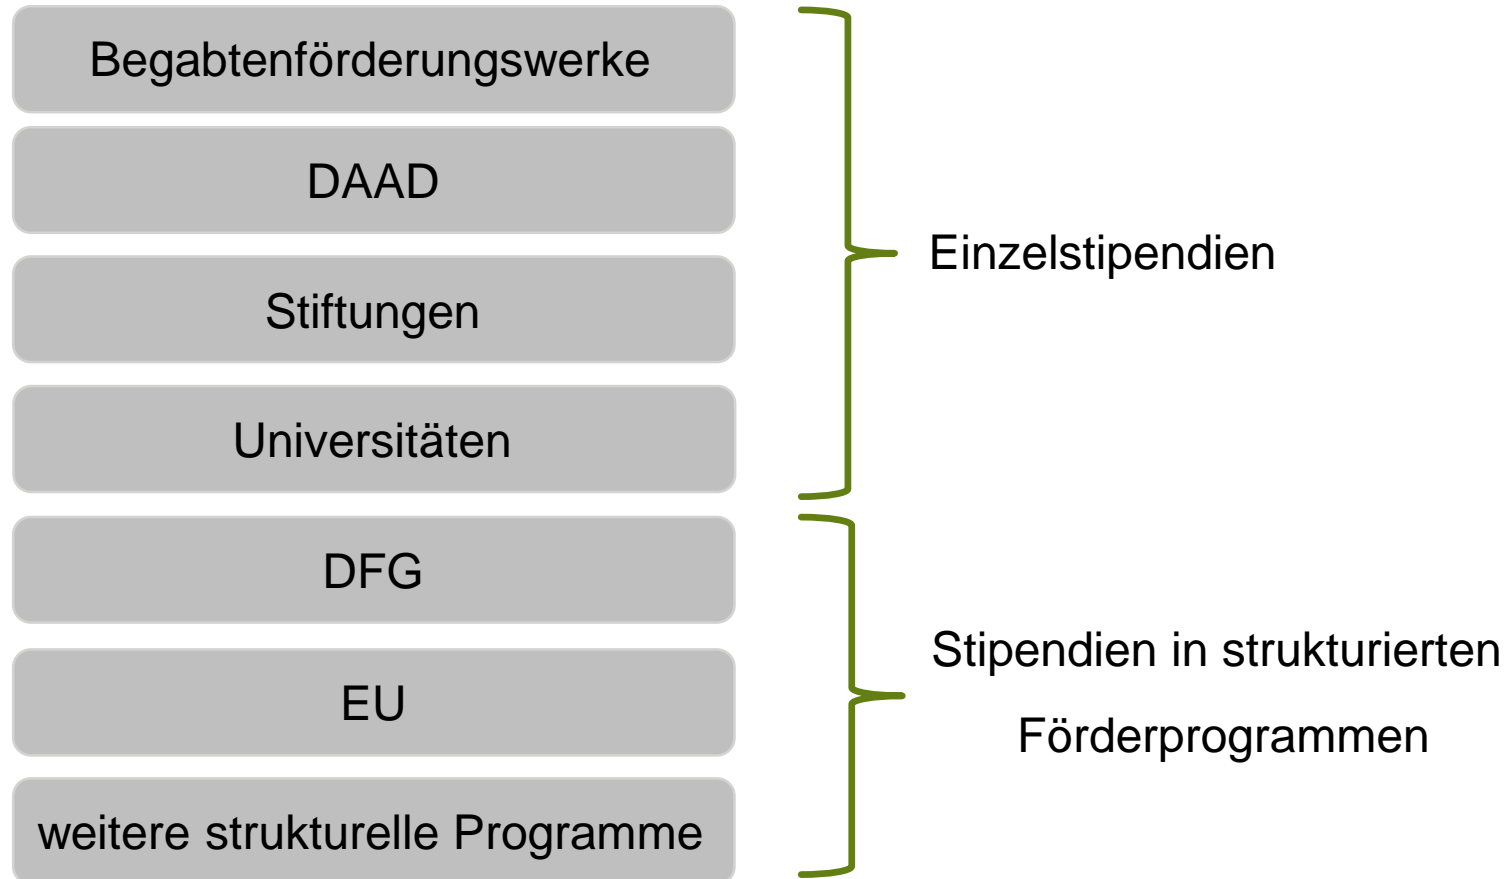 Begabtenförderungswerke
DAAD
Stiftungen
Universitäten
Einzelstipendien
DFG
EU
weitere strukturelle Programme
Stipendien in strukturierten
Förderprogrammen